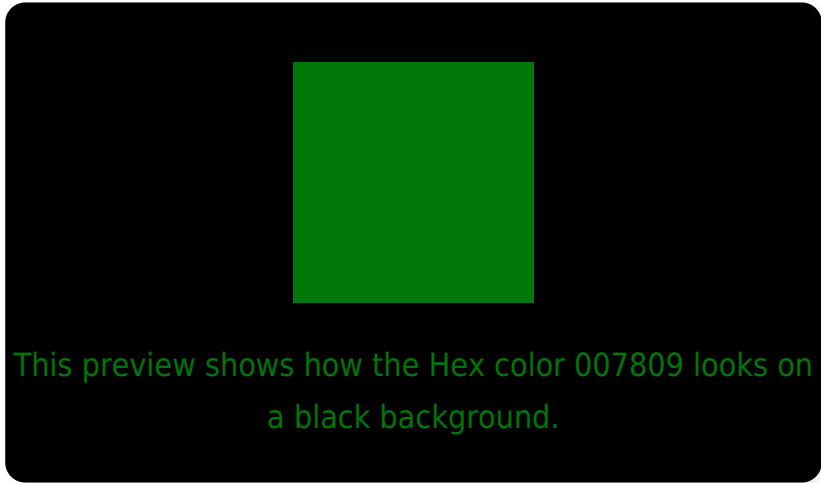 This preview shows how the Hex color 007809 looks on
a black background.